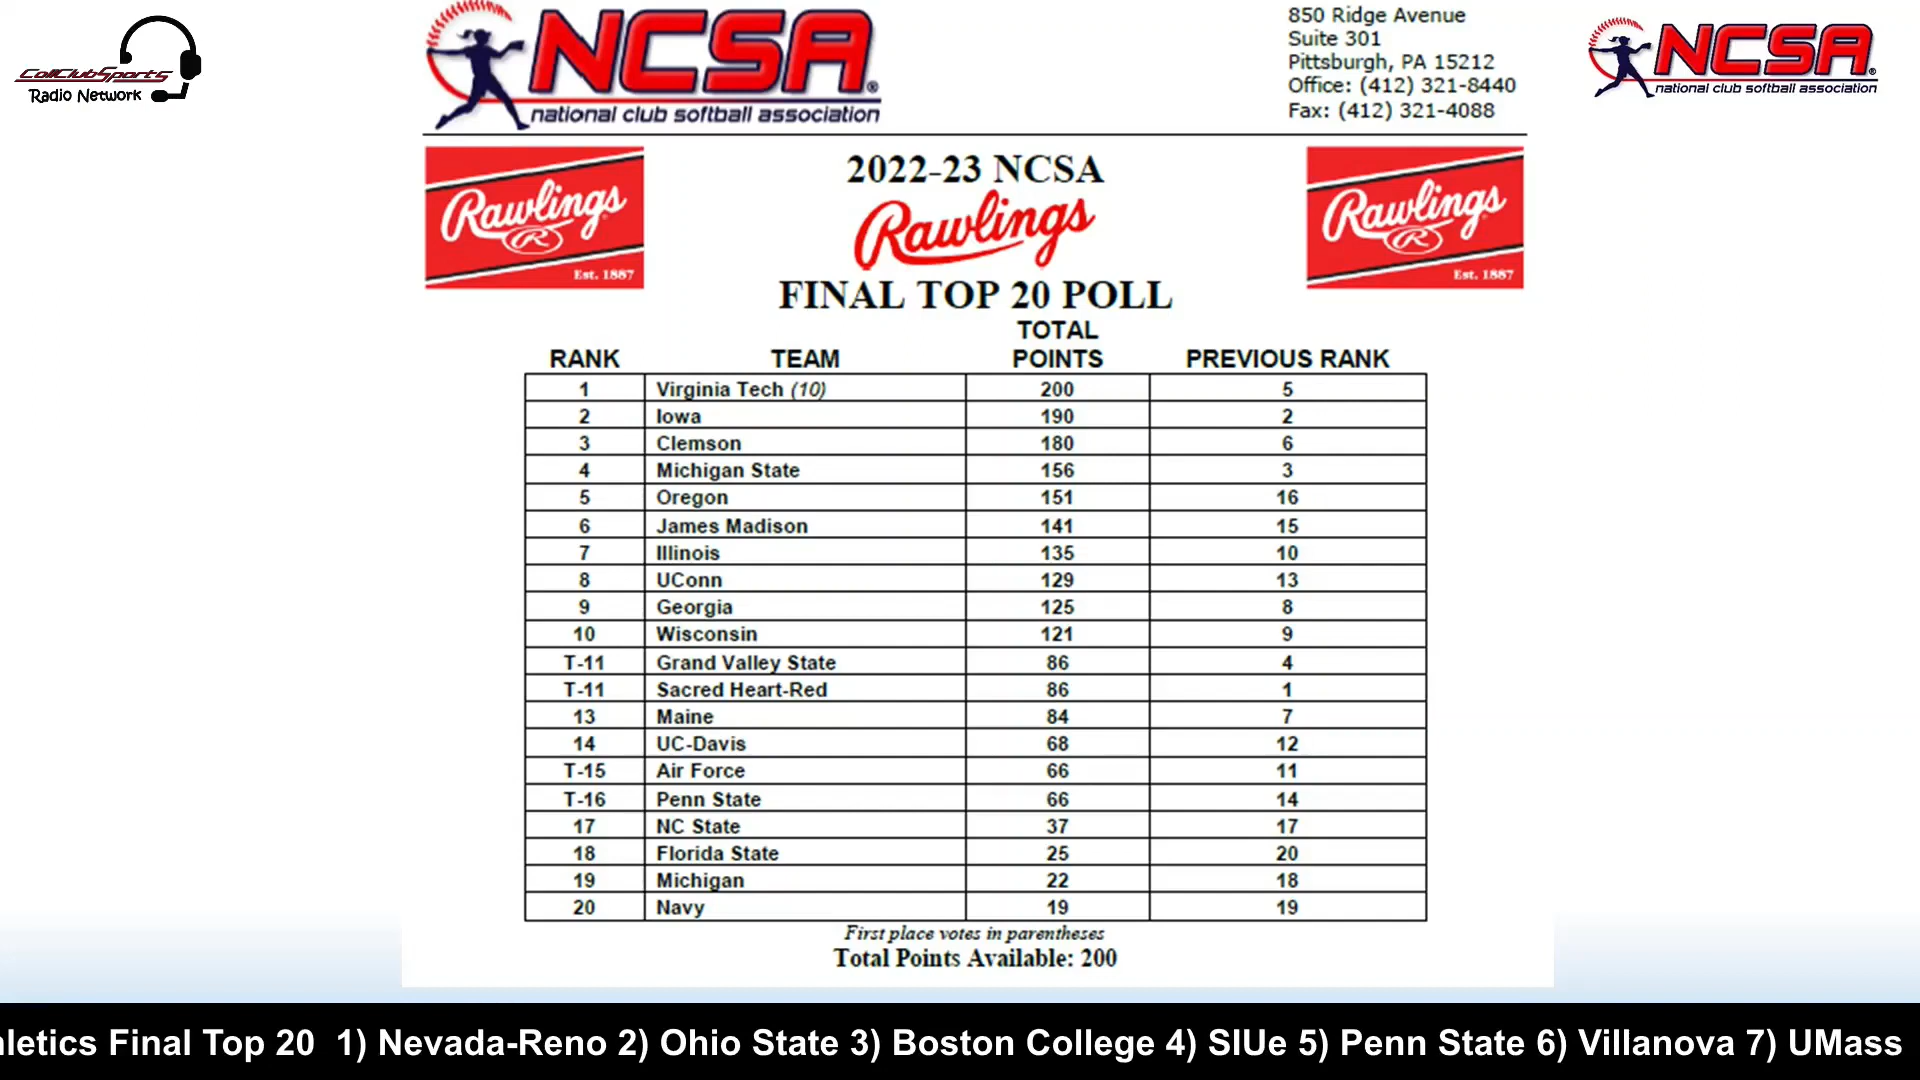 CollClubSports
Radio Network
NCSA
national club softball association
850 Ridge Avenue
Suite 301
Pittsburgh, PA 15212
Office: (412) 321-8440
Fax: (412) 321-4088
NCSA
national club softball association
Rawlings
R
Est. 1887
2022-23 NCSA
Rawlings
FINAL TOP 20 POLL
Rawlings
R
Est. 1887
RANK TEAM TOTAL POINTS PREVIOUS RANK
1 Virginia Tech (10) 200 5
2 Iowa 190 2
3 Clemson 180 6
4 Michigan State 156 3
5 Oregon 151 16
6 James Madison 141 15
7 Illinois 135 10
8 UConn 129 13
9 Georgia 125 8
10 Wisconsin 121 9
T-11 Grand Valley State 86 4
T-11 Sacred Heart-Red 86 1
13 Maine 84 7
14 UC-Davis 68 12
T-15 Air Force 66 11
T-16 Penn State 66 14
17 NC State 37 17
18 Florida State 25 20
19 Michigan 22 18
20 Navy 19 19
First place votes in parentheses
Total Points Available: 200
letics Final Top 20 1) Nevada-Reno 2) Ohio State 3) Boston College 4) SIUe 5) Penn State 6) Villanova 7) UMass